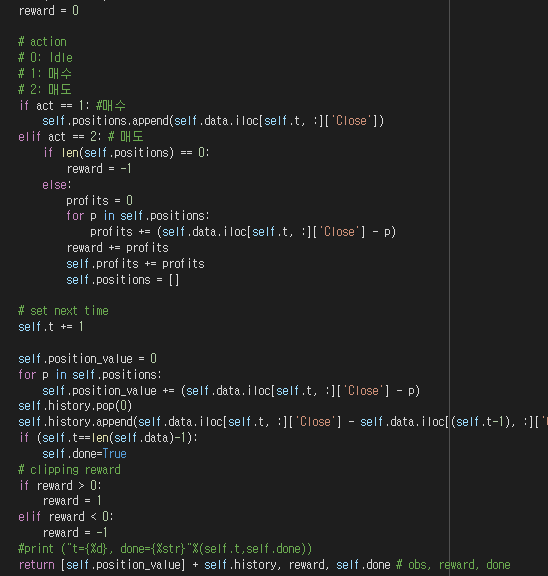 reward = 0
# action
# 0: Idle
# 1: 매수
# 2: 매도
if act == 1: #매수
self.positions.append(self.data.iloc[self.t, :]['Close'])
elif act == 2: # 매도
if len(self.positions) == 0:
reward = -1
else:
profits = 0
for p in self.positions:
profits += (self.data.iloc[self.t, :]['Close'] - p)
reward += profits
self.profits += profits
self.positions = []
# set next time
self.t += 1
self.position_value = 0
for p in self.positions:
self.position_value += (self.data.iloc[self.t, :]['Close'] - p)
self.history.pop(0)
self.history.append(self.data.iloc[self.t, :]['Close'] - self.data.iloc[(self.t-1), :]['
if (self.t==len(self.data)-1):
self.done=True
# clipping reward
if reward > 0:
reward = 1
elif reward < 0:
reward = -1
#print ("t={%d}, done={%str}"%(self.t,self.done))
return [self.position_value] + self.history, reward, self.done # obs, reward, done